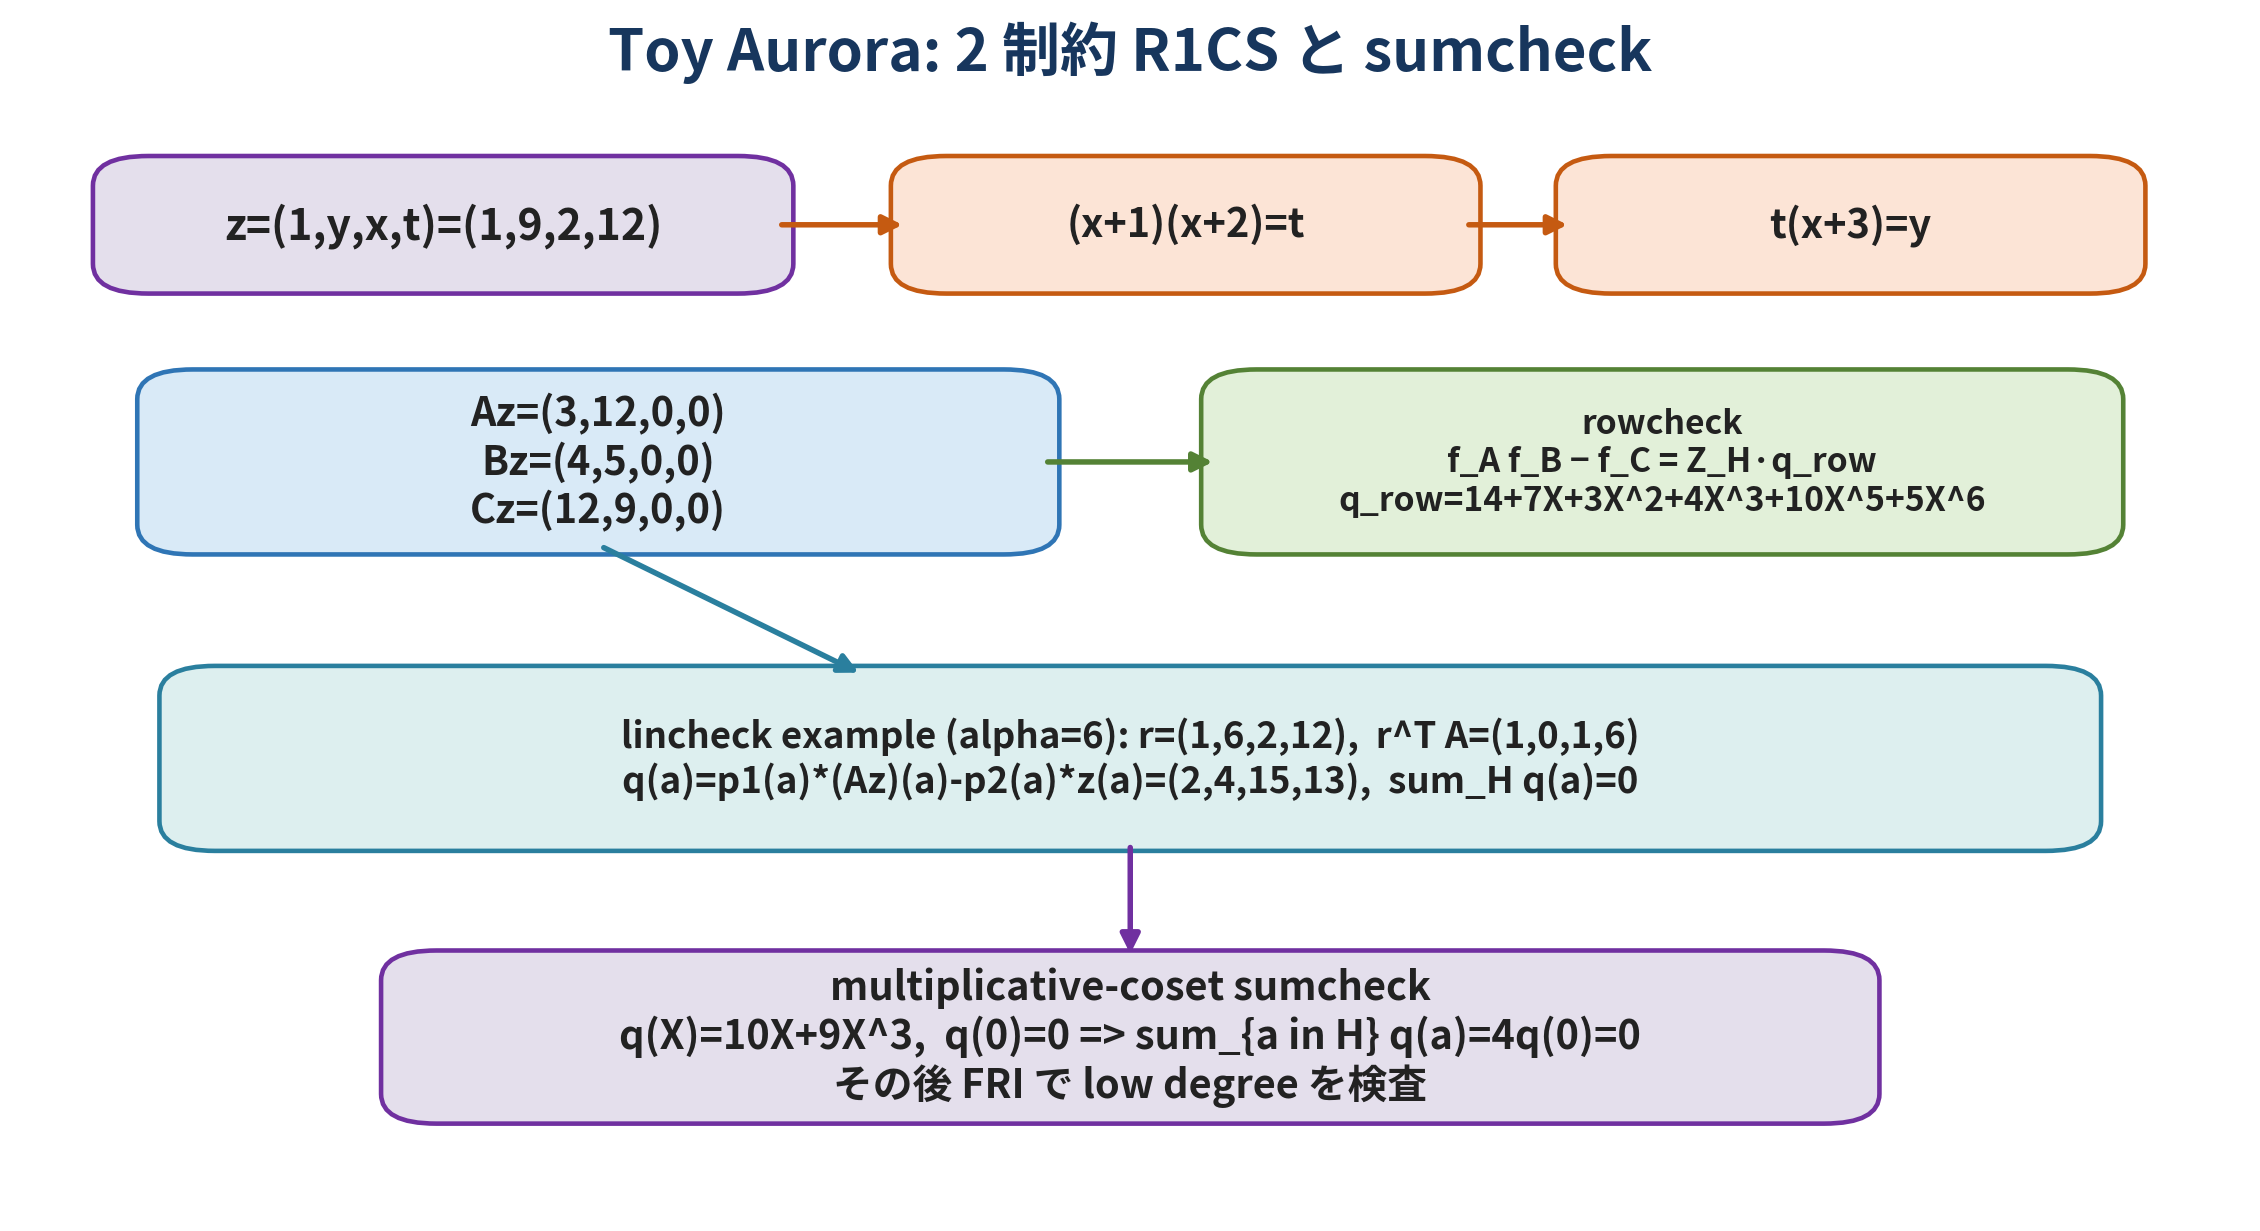 Toy Aurora: 2 制約 R1CS と sumcheck
z=(1,y,x,t)=(1,9,2,12)
(x+1)(x+2)=t
t(x+3)=y
Az=(3,12,0,0)
Bz=(4,5,0,0)
Cz=(12,9,0,0)
rowcheck
f_A f_B − f_C = Z_H · q_row
q_row=14+7X+3X^2+4X^3+10X^5+5X^6
lincheck example (alpha=6): r=(1,6,2,12), r^T A=(1,0,1,6)
q(a)=p1(a)*(Az)(a)-p2(a)*z(a)=(2,4,15,13), sum_H q(a)=0
multiplicative-coset sumcheck
q(X)=10X+9X^3, q(0)=0 => sum_{a in H} q(a)=4q(0)=0
その後 FRI で low degree を検査